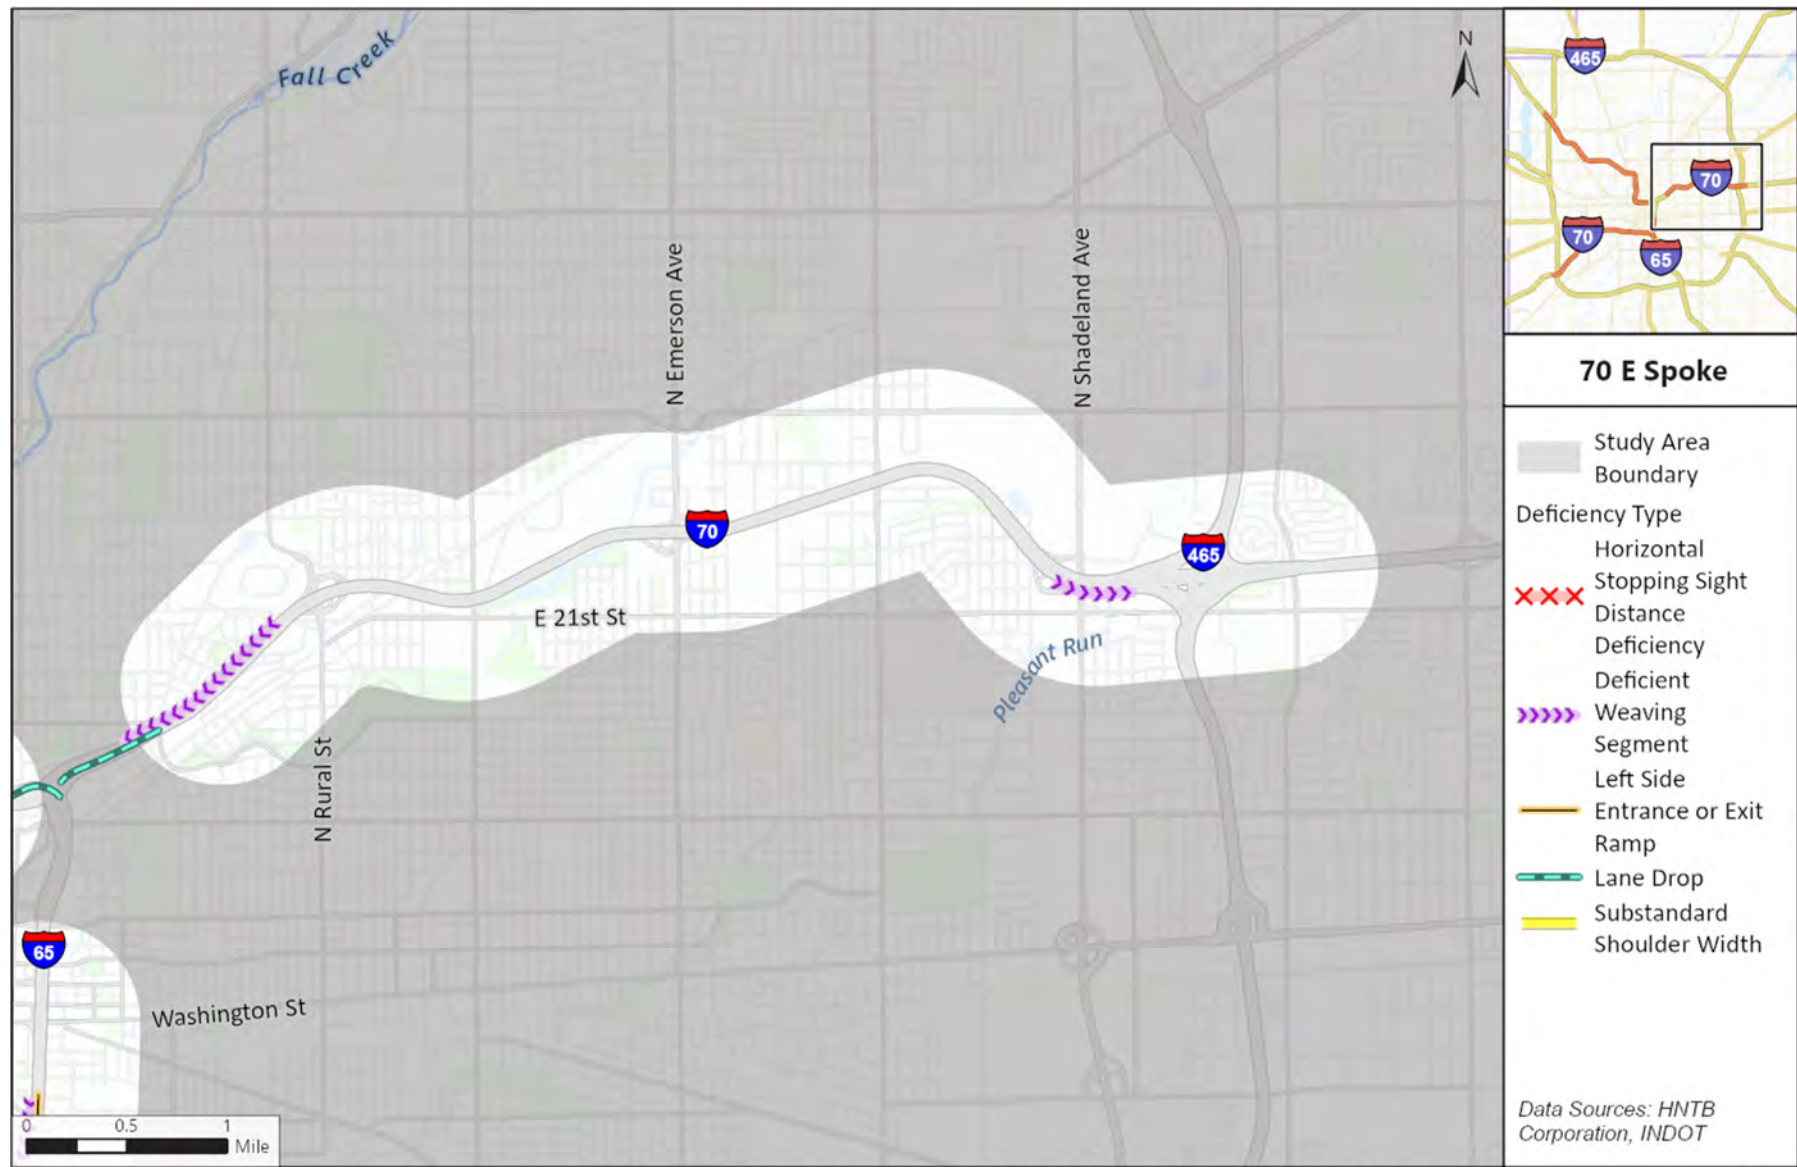 Fall Creek
N
N Emerson Ave
N Shadeland Ave
70
465
E 21st St
Pleasant Run
N Rural St
65
Washington St
0 0.5 1
Mile
465
70
70
65
70 E Spoke
Study Area
Boundary
Deficiency Type
Horizontal
Stopping Sight
Distance
Deficiency
Deficient
Weaving
Segment
Left Side
Entrance or Exit
Ramp
Lane Drop
Substandard
Shoulder Width
Data Sources: HNTB
Corporation, INDOT